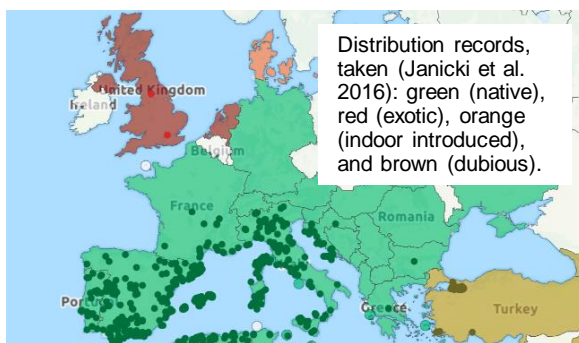 Distribution records,
taken (Janicki et al.
2016): green (native),
red (exotic), orange
(indoor introduced),
and brown (dubious).
United Kingdom
Ireland
Belgium
France
Romania
Portugal
Greece
Turkey